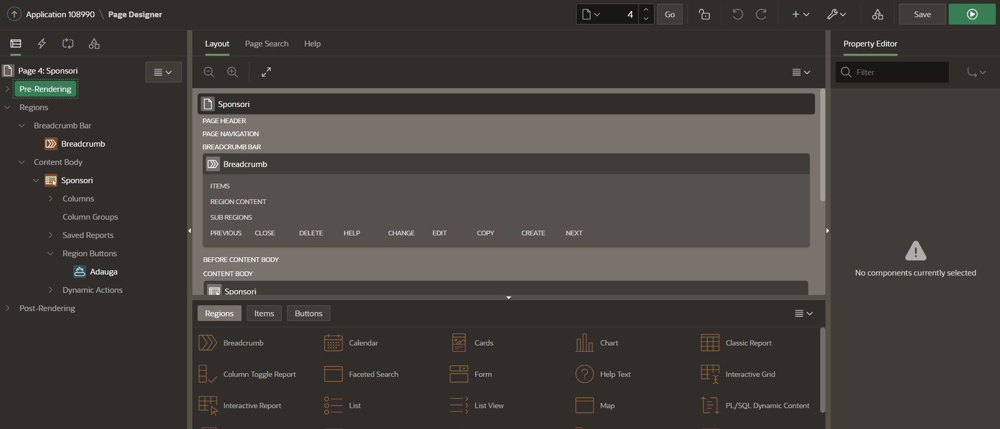 Application 108990 \ Page Designer
4
Go
Save
Page 4: Sponsori
Pre-Rendering
Regions
Breadcrumb Bar
Breadcrumb
Content Body
Sponsori
Columns
Column Groups
Saved Reports
Region Buttons
Adauga
Dynamic Actions
Post-Rendering
Layout Page Search Help
Sponsori
PAGE HEADER
PAGE NAVIGATION
BREADCRUMB BAR
Breadcrumb
ITEMS
REGION CONTENT
SUB REGIONS
PREVIOUS CLOSE DELETE HELP CHANGE EDIT COPY CREATE NEXT
BEFORE CONTENT BODY
CONTENT BODY
Sponsori
Regions Items Buttons
Breadcrumb Calendar Cards Chart Classic Report
Column Toggle Report Faceted Search Form Help Text Interactive Grid
Interactive Report List List View Map PL/SQL Dynamic Content
Property Editor
Filter
No components currently selected